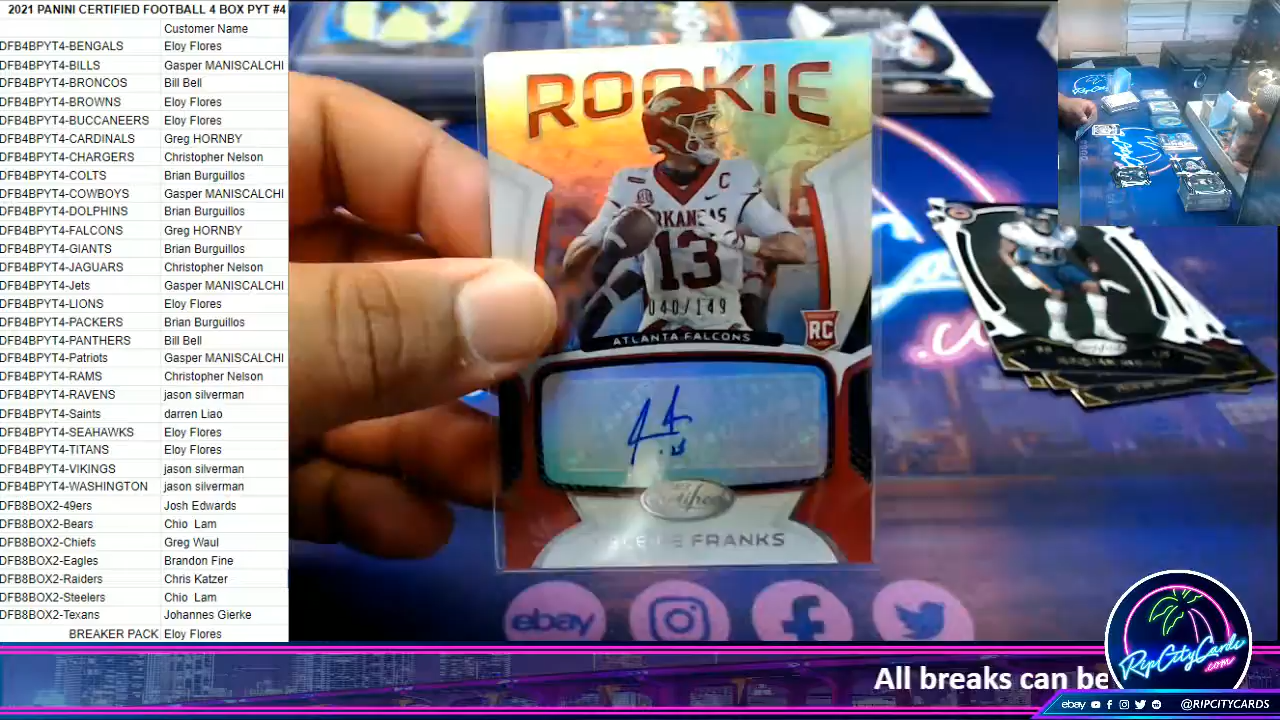 2021 PANINI CERTIFIED FOOTBALL 4 BOX PYT #4
Customer Name
DFB4BPYT4-BENGALS Eloy Flores
DFB4BPYT4-BILLS Gasper MANISCALCHI
DFB4BPYT4-BRONCOS Bill Bell
DFB4BPYT4-BROWNS Eloy Flores
DFB4BPYT4-BUCCANEERS Eloy Flores
DFB4BPYT4-CARDINALS Greg HORNBY
DFB4BPYT4-CHARGERS Christopher Nelson
DFB4BPYT4-COLTS Brian Burguillos
DFB4BPYT4-COWBOYS Gasper MANISCALCHI
DFB4BPYT4-DOLPHINS Brian Burguillos
DFB4BPYT4-FALCONS Greg HORNBY
DFB4BPYT4-GIANTS Brian Burguillos
DFB4BPYT4-JAGUARS Christopher Nelson
DFB4BPYT4-Jets Gasper MANISCALCHI
DFB4BPYT4-LIONS Eloy Flores
DFB4BPYT4-PACKERS Brian Burguillos
DFB4BPYT4-PANTHERS Bill Bell
DFB4BPYT4-Patriots Gasper MANISCALCHI
DFB4BPYT4-RAMS Christopher Nelson
DFB4BPYT4-RAVENS jason silverman
DFB4BPYT4-Saints darren Liao
DFB4BPYT4-SEAHAWKS Eloy Flores
DFB4BPYT4-TITANS Eloy Flores
DFB4BPYT4-VIKINGS jason silverman
DFB4BPYT4-WASHINGTON jason silverman
DFB8BOX2-49ers Josh Edwards
DFB8BOX2-Bears Chio Lam
DFB8BOX2-Chiefs Greg Waul
DFB8BOX2-Eagles Brandon Fine
DFB8BOX2-Raiders Chris Katzer
DFB8BOX2-Steelers Chio Lam
DFB8BOX2-Texans Johannes Gierke
BREAKER PACK Eloy Flores
ROOKIE
C
ARKANSAS
13
040/149
RC
ATLANTA FALCONS
Certified
FRANKS
ebay
All breaks can be
RipCityCards
.com
ebay @RIPCITYCARDS